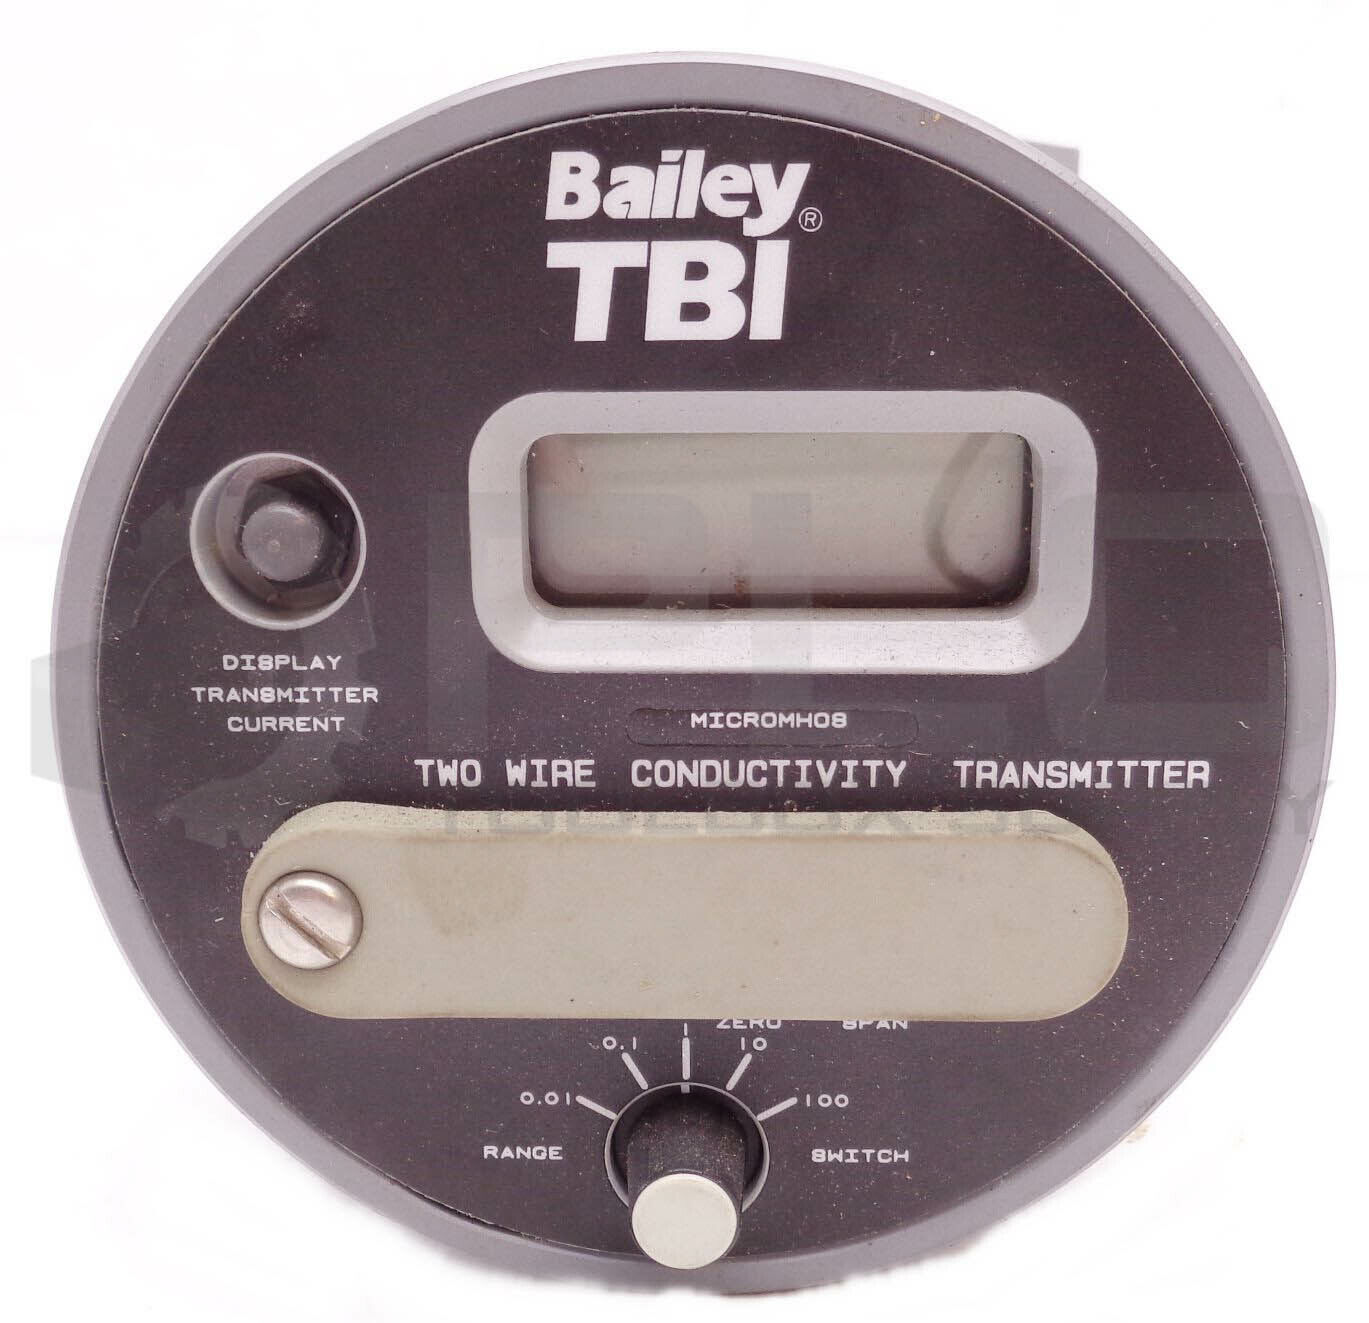 Bailey®
TBI
DISPLAY
TRANSMITTER
CURRENT
MICROMHOS
TWO WIRE CONDUCTIVITY TRANSMITTER
ZERO SPAN
0.01 0.1 1 10 100
RANGE SWITCH